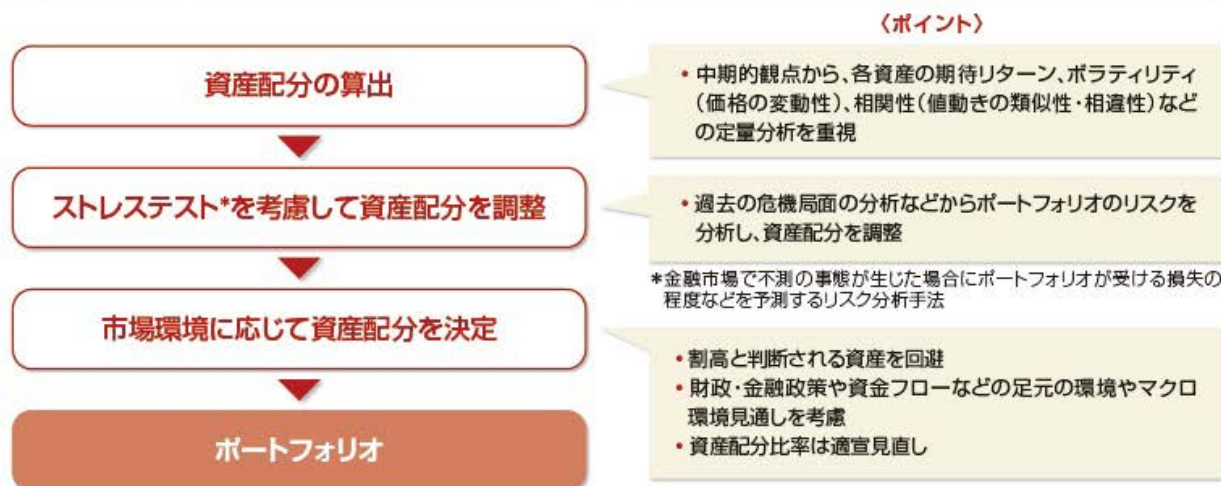 〈ポイント〉
資産配分の算出
• 中期的観点から、各資産の期待リターン、ボラティリティ
(価格の変動性)、相関性(値動きの類似性・相違性)など
の定量分析を重視
ストレステスト*を考慮して資産配分を調整
• 過去の危機局面の分析などからポートフォリオのリスクを
分析し、資産配分を調整
*金融市場で不測の事態が生じた場合にポートフォリオが受ける損失の
程度などを予測するリスク分析手法
市場環境に応じて資産配分を決定
• 割高と判断される資産を回避
• 財政・金融政策や資金フローなどの足元の環境やマクロ
環境見通しを考慮
• 資産配分比率は適宜見直し
ポートフォリオ